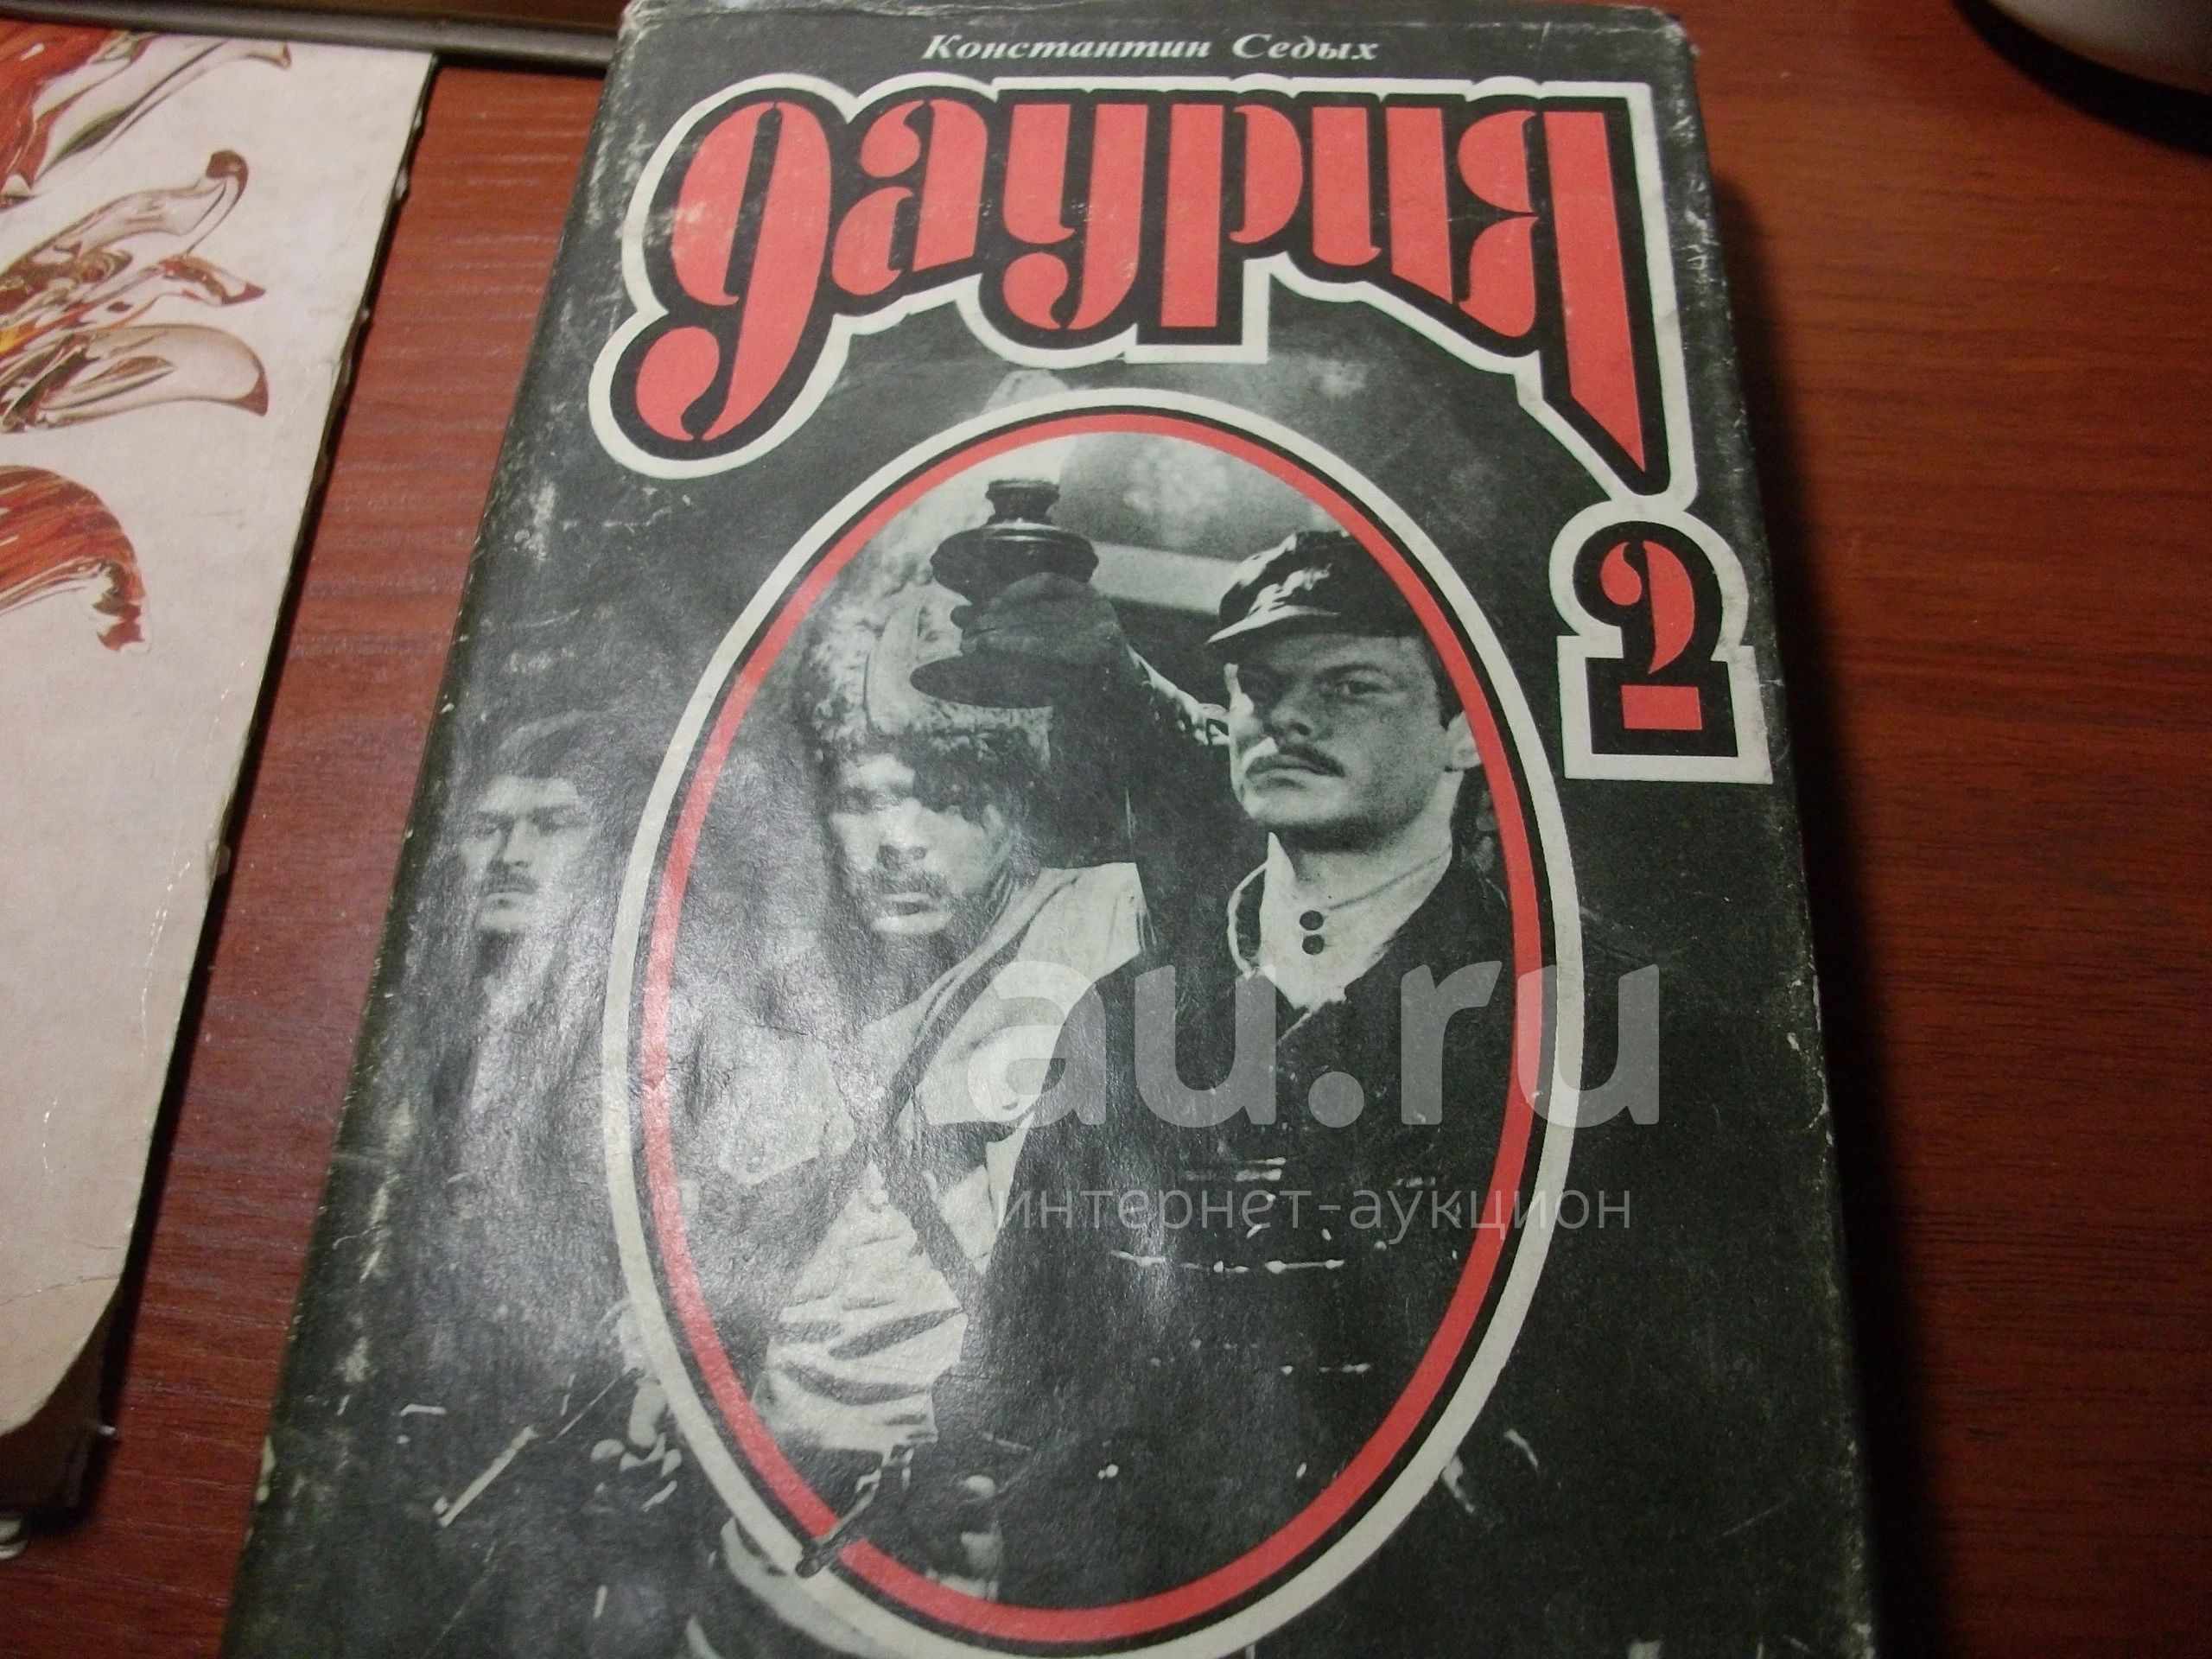 Константин Седых
даурия
2
au.ru
интернет-аукцион